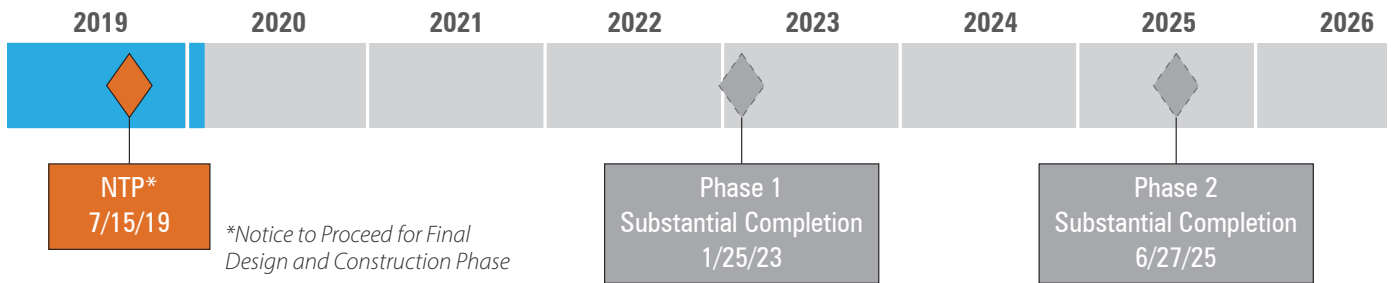 2019 2020 2021 2022 2023 2024 2025 2026
NTP*
7/15/19
*Notice to Proceed for Final
Design and Construction Phase
Phase 1
Substantial Completion
1/25/23
Phase 2
Substantial Completion
6/27/25